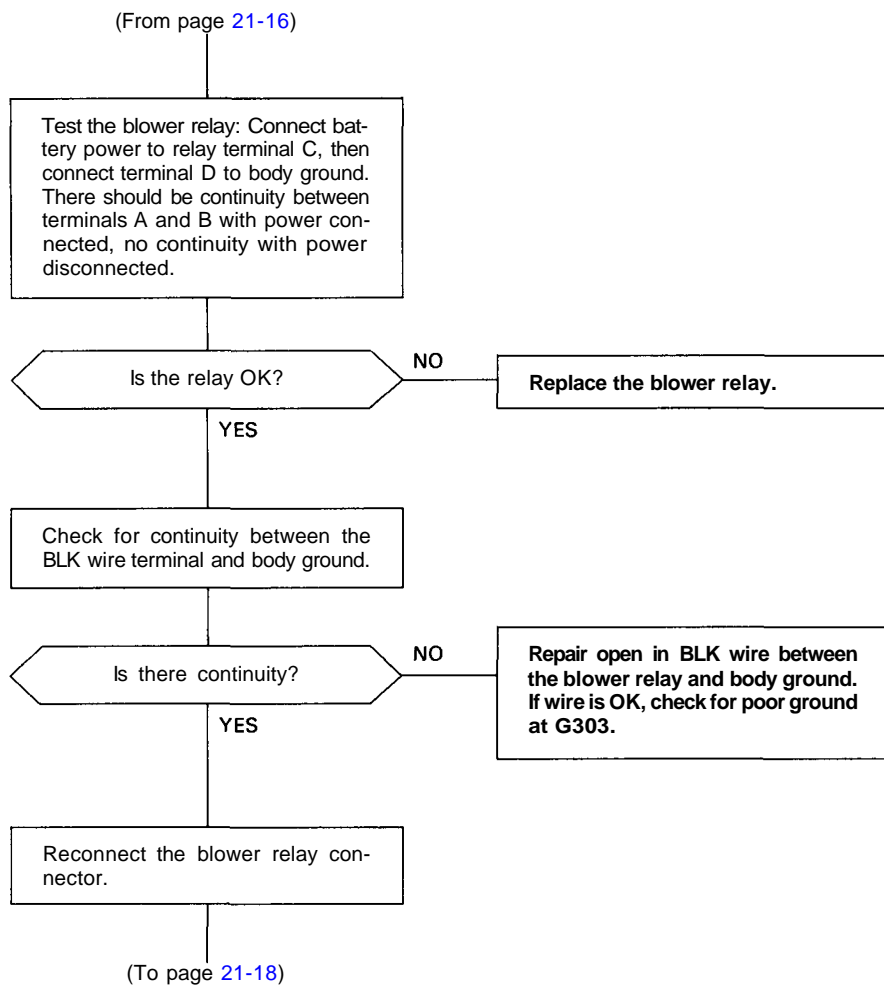 (From page 21-16)
Test the blower relay: Connect bat-
tery power to relay terminal C, then
connect terminal D to body ground.
There should be continuity between
terminals A and B with power con-
nected, no continuity with power
disconnected.
Is the relay OK?
NO
Replace the blower relay.
YES
Check for continuity between the
BLK wire terminal and body ground.
Is there continuity?
NO
Repair open in BLK wire between
the blower relay and body ground.
If wire is OK, check for poor ground
at G303.
YES
Reconnect the blower relay con-
nector.
(To page 21-18)